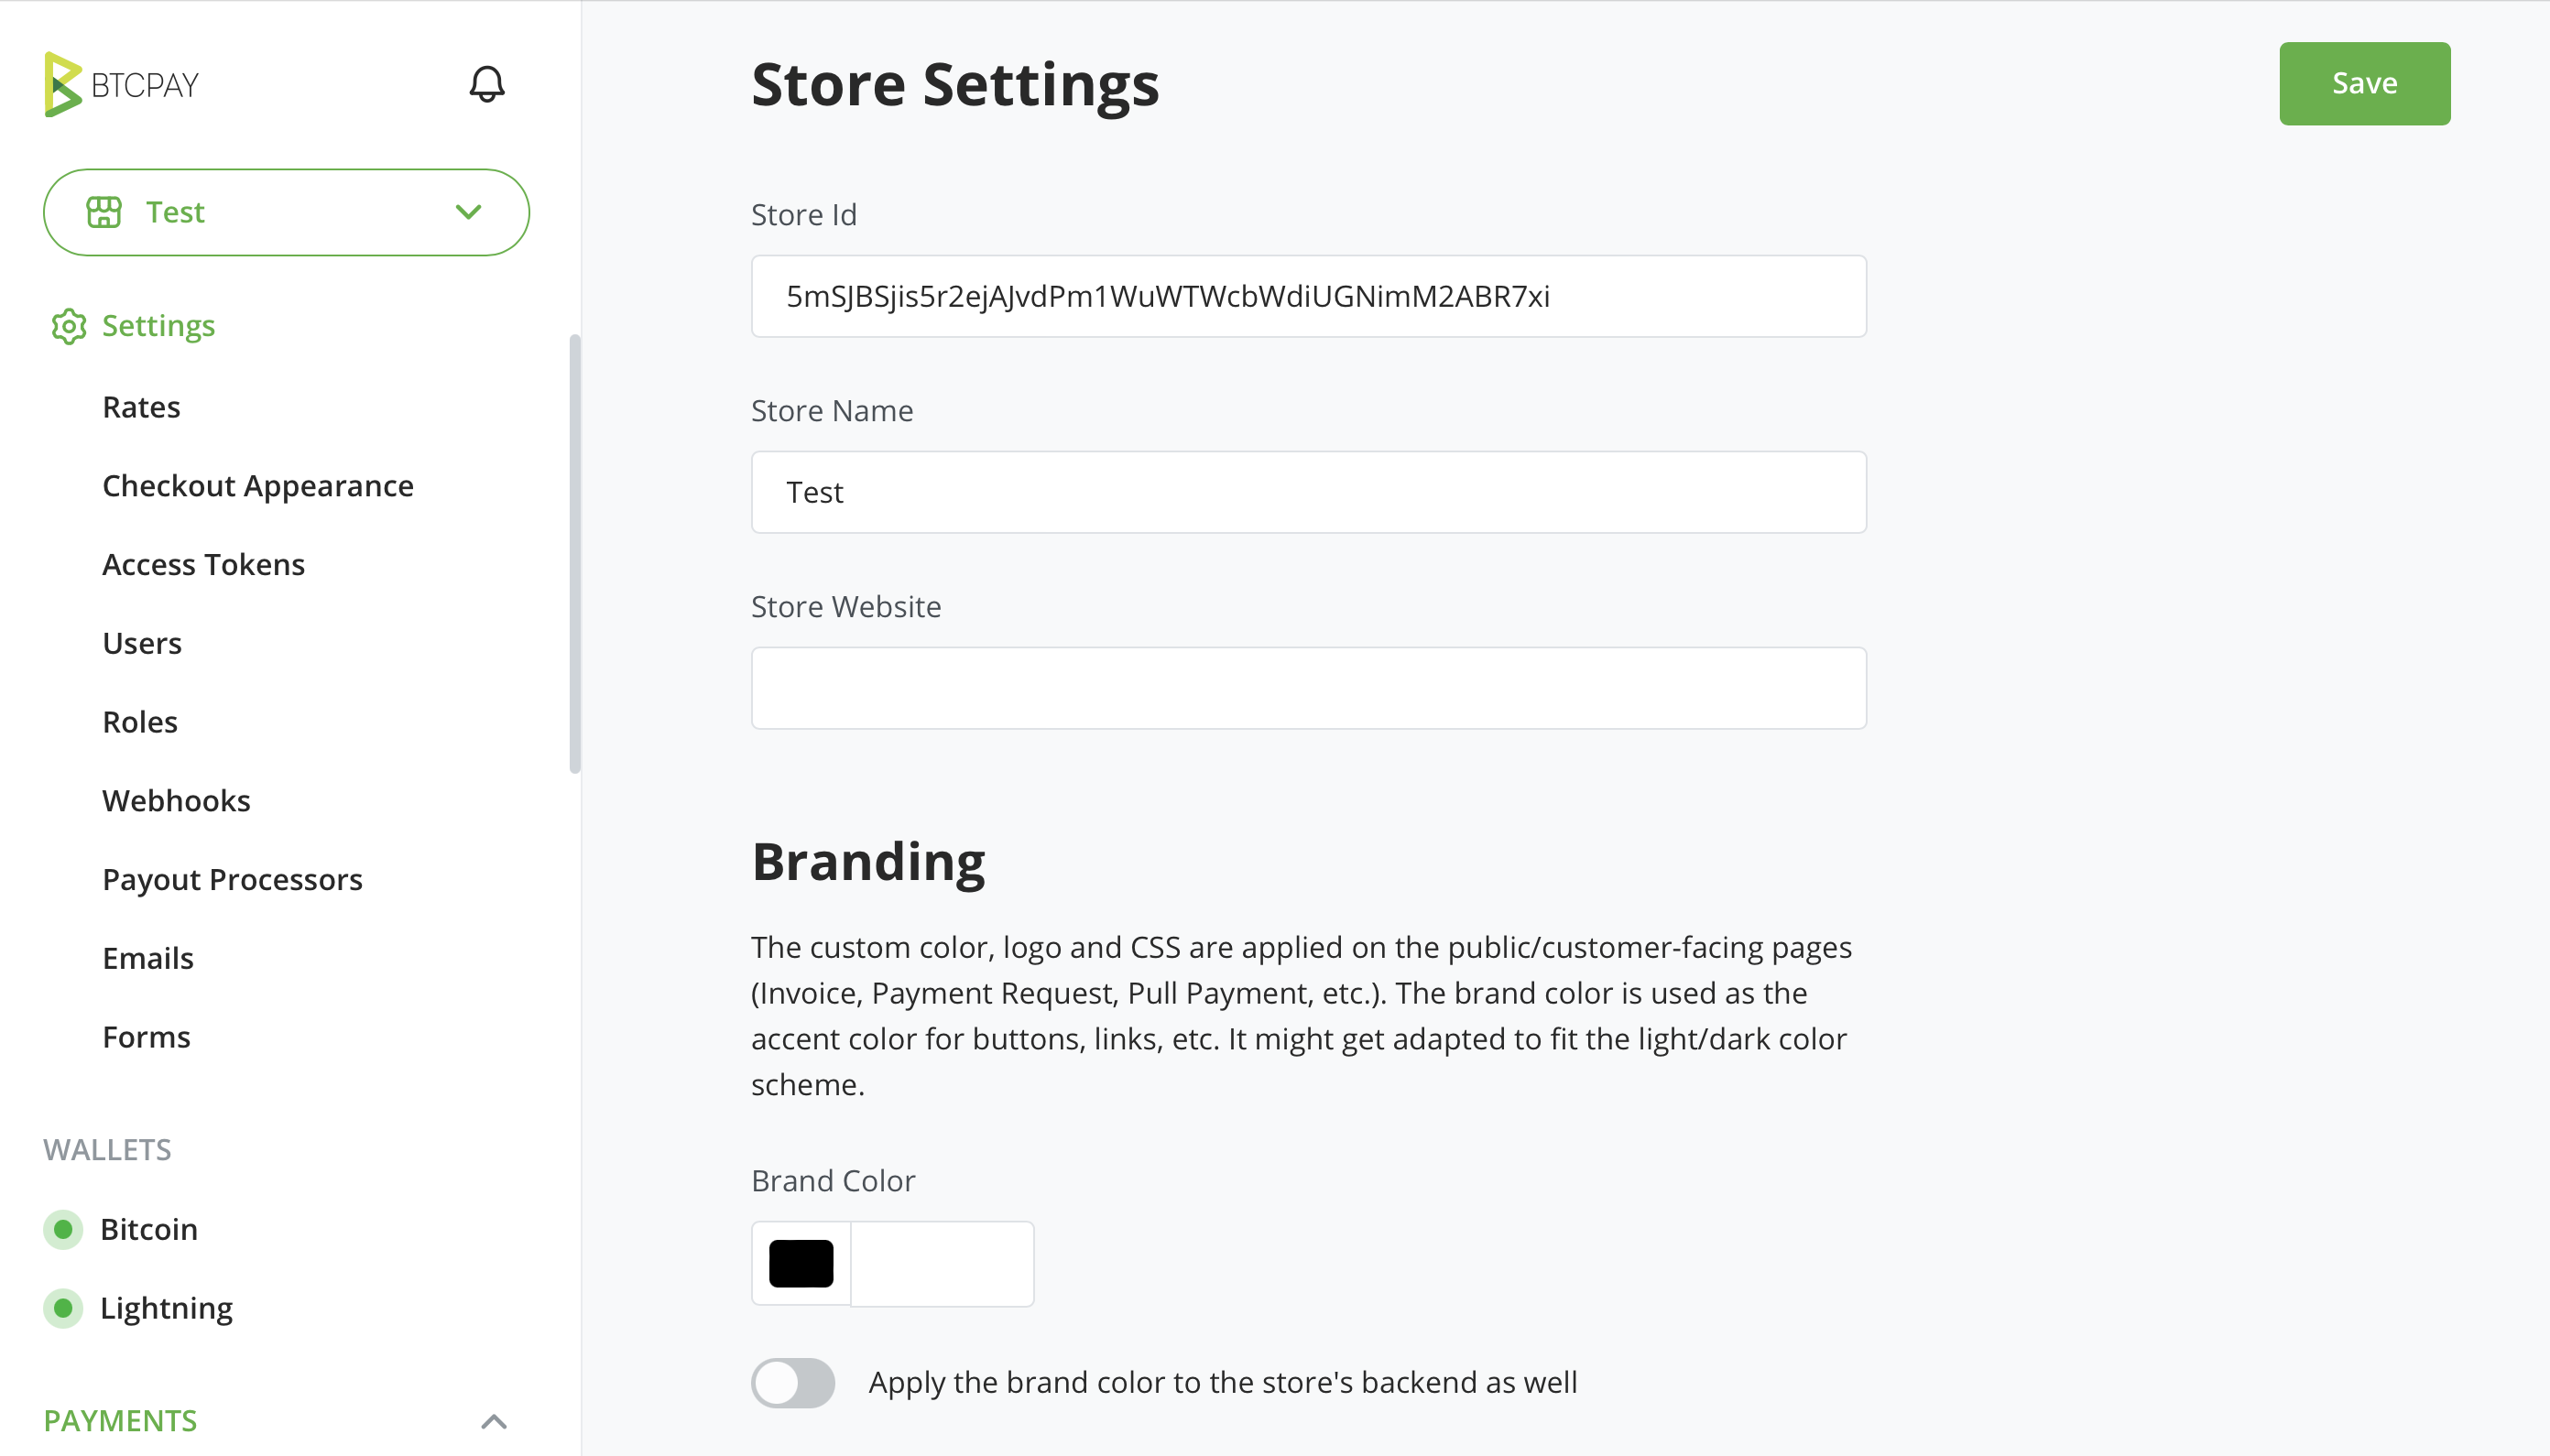 BTCPAY
Test
Settings
Rates
Checkout Appearance
Access Tokens
Users
Roles
Webhooks
Payout Processors
Emails
Forms
WALLETS
Bitcoin
Lightning
PAYMENTS
Store Settings
Save
Store Id
5mSJBSjis5r2ejAJvdPm1WuWTWcbWdiUGNimM2ABR7xi
Store Name
Test
Store Website
Branding
The custom color, logo and CSS are applied on the public/customer-facing pages
(Invoice, Payment Request, Pull Payment, etc.). The brand color is used as the
accent color for buttons, links, etc. It might get adapted to fit the light/dark color
scheme.
Brand Color
Apply the brand color to the store's backend as well